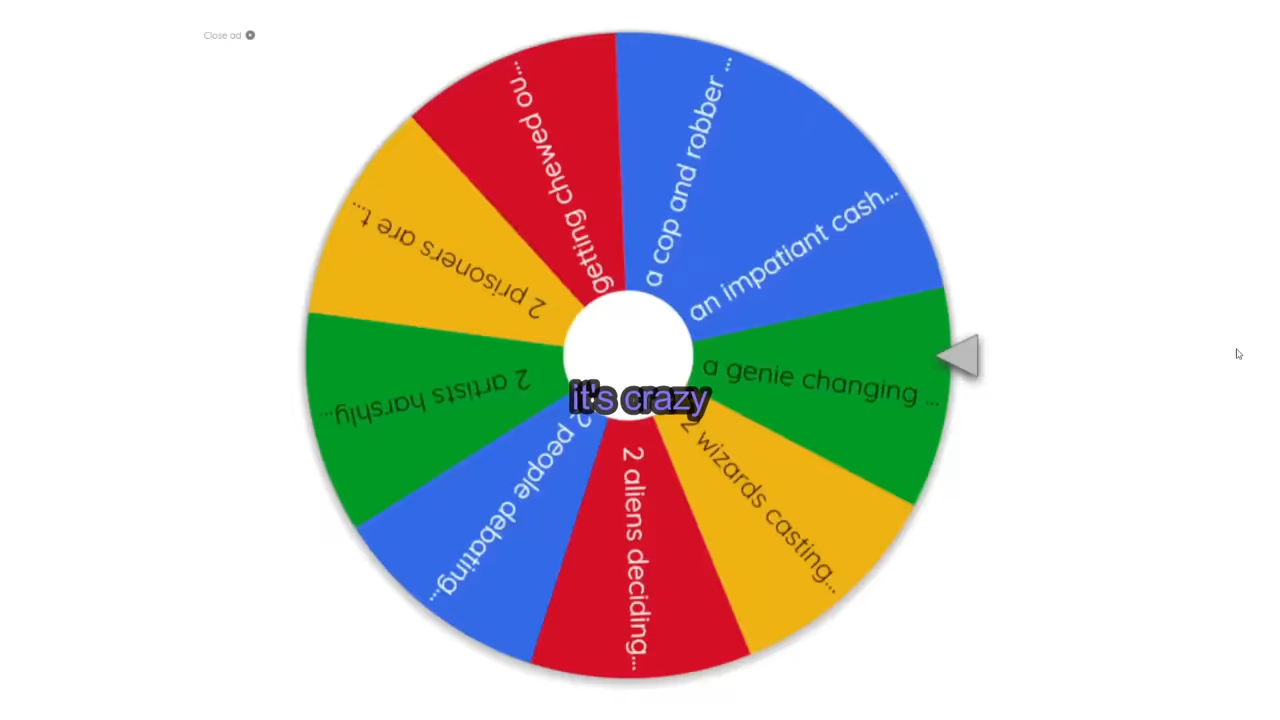 Close ad
a cop and robber ...
an impatiant cash...
a genie changing ...
2 wizards casting...
2 aliens deciding...
2 people debating...
2 artists harshly...
2 prisoners are t...
getting chewed ou...
it's crazy